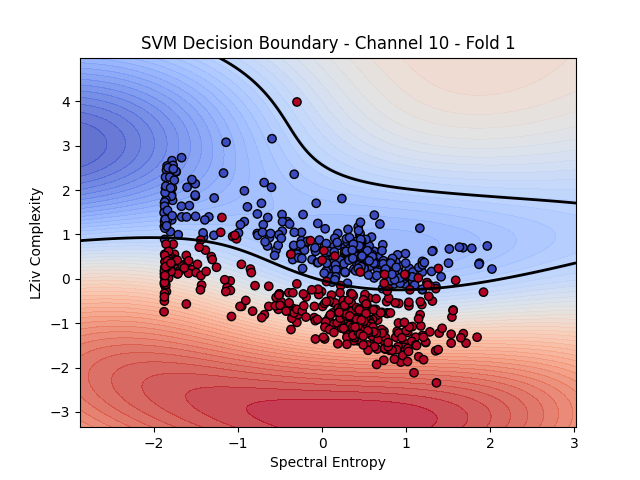 SVM Decision Boundary - Channel 10 - Fold 1
4
3
2
1
0
−1
−2
−3
LZiv Complexity
−2 −1 0 1 2 3
Spectral Entropy